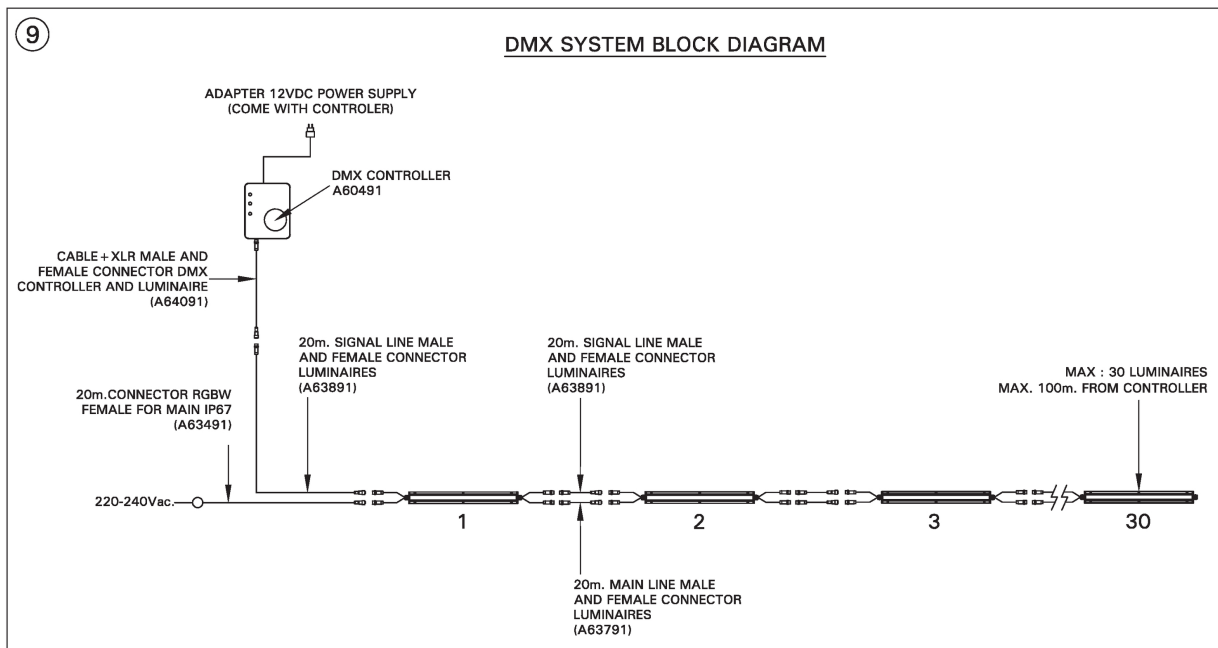 9
DMX SYSTEM BLOCK DIAGRAM
ADAPTER 12VDC POWER SUPPLY
(COME WITH CONTROLER)
DMX CONTROLLER
A60491
CABLE+XLR MALE AND
FEMALE CONNECTOR DMX
CONTROLLER AND LUMINAIRE
(A64091)
20m. SIGNAL LINE MALE
AND FEMALE CONNECTOR
LUMINAIRES
(A63891)
20m. SIGNAL LINE MALE
AND FEMALE CONNECTOR
LUMINAIRES
(A63891)
MAX : 30 LUMINAIRES
MAX. 100m. FROM CONTROLLER
20m.CONNECTOR RGBW
FEMALE FOR MAIN IP67
(A63491)
220-240Vac.
1
2
3
30
20m. MAIN LINE MALE
AND FEMALE CONNECTOR
LUMINAIRES
(A63791)